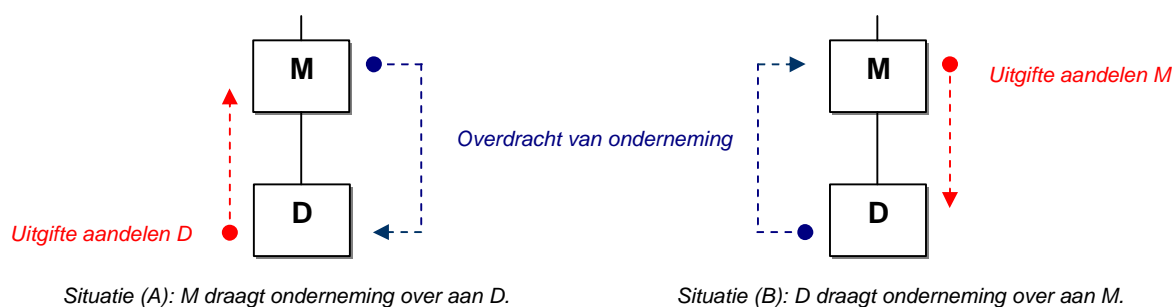 M
M
Uitgifte aandelen M
Overdracht van onderneming
D
D
Uitgifte aandelen D
Situatie (A): M draagt onderneming over aan D.
Situatie (B): D draagt onderneming over aan M.